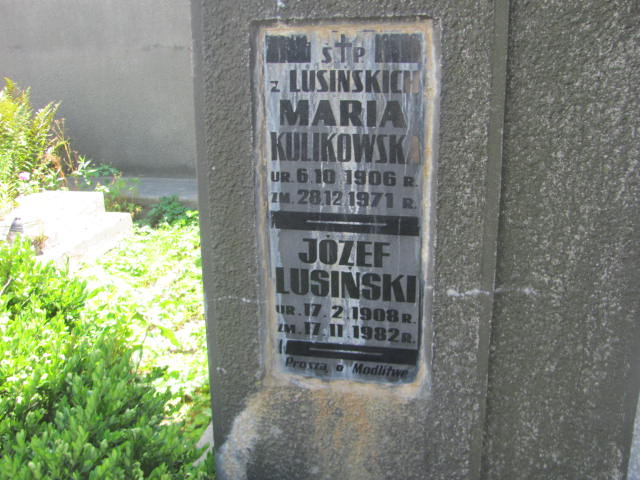 Ś † P
z LUSIŃSKICH
MARIA
KULIKOWSKA
UR. 6.10 1906 R.
ZM. 28.12.1971 R.
JÓZEF
LUSIŃSKI
UR. 17. 2. 1908 R.
ZM. 17. 11 1982 R.
Proszą o Modlitwę